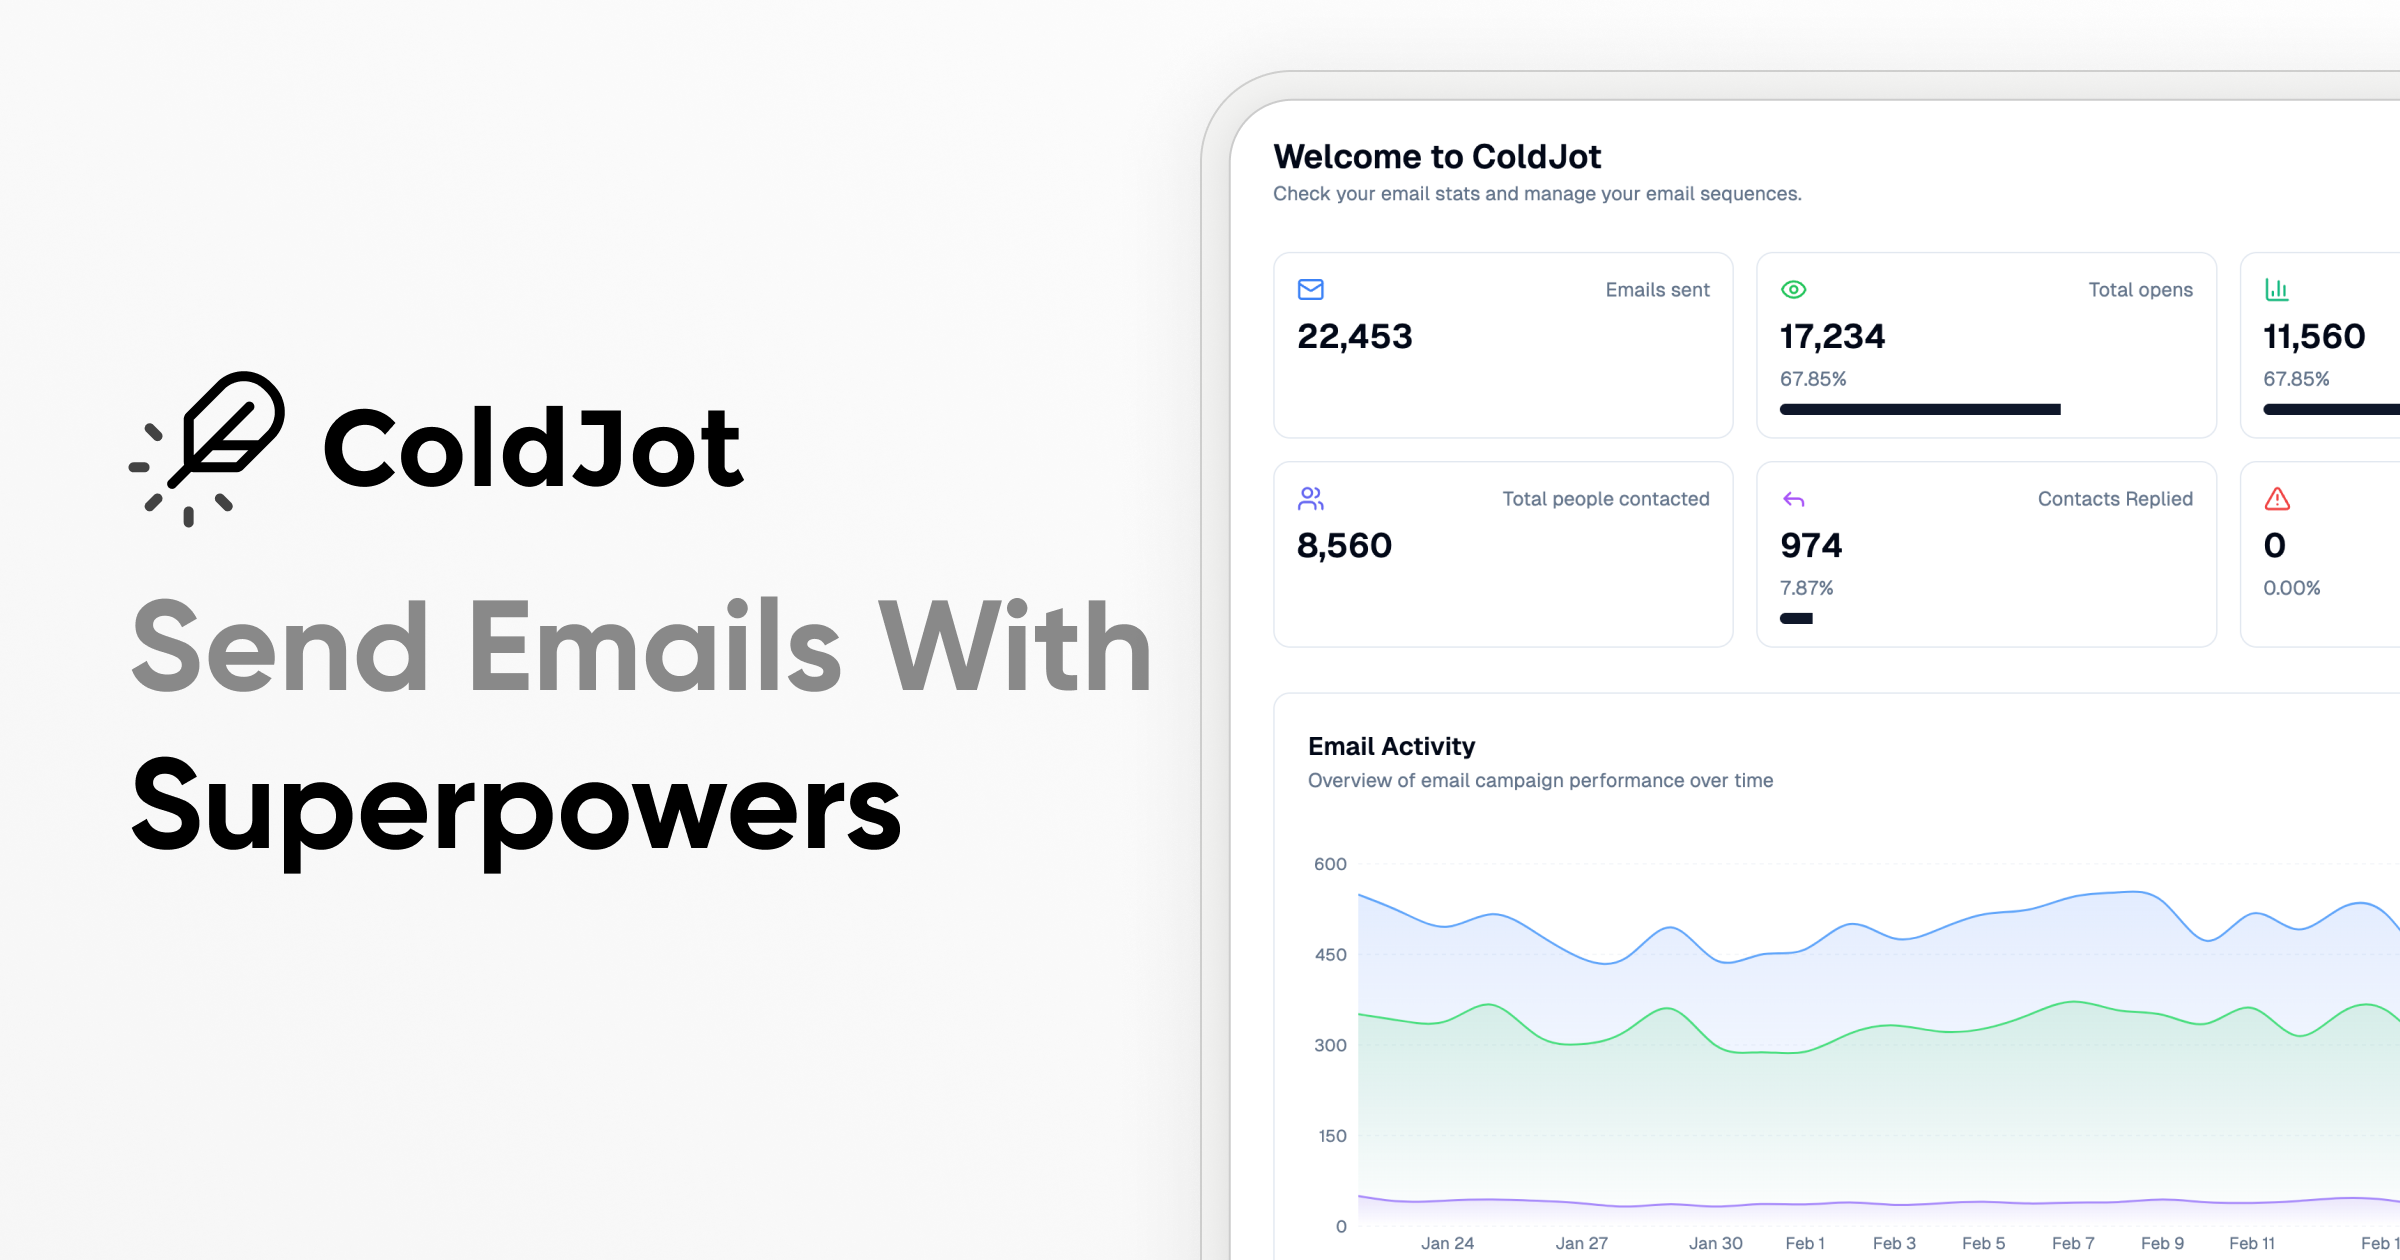 ColdJot
Send Emails With
Superpowers
Welcome to ColdJot
Check your email stats and manage your email sequences.
Emails sent
22,453
Total opens
17,234
67.85%
11,560
67.85%
Total people contacted
8,560
Contacts Replied
974
7.87%
0
0.00%
Email Activity
Overview of email campaign performance over time
600
450
300
150
0
Jan 24 Jan 27 Jan 30 Feb 1 Feb 3 Feb 5 Feb 7 Feb 9 Feb 11 Feb